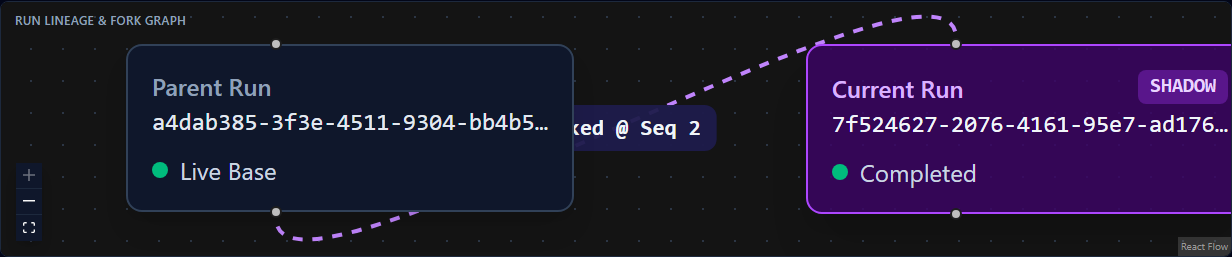 RUN LINEAGE & FORK GRAPH
Parent Run
a4dab385-3f3e-4511-9304-bb4b5…
Live Base
ked @ Seq 2
Current Run
SHADOW
7f524627-2076-4161-95e7-ad176…
Completed
React Flow